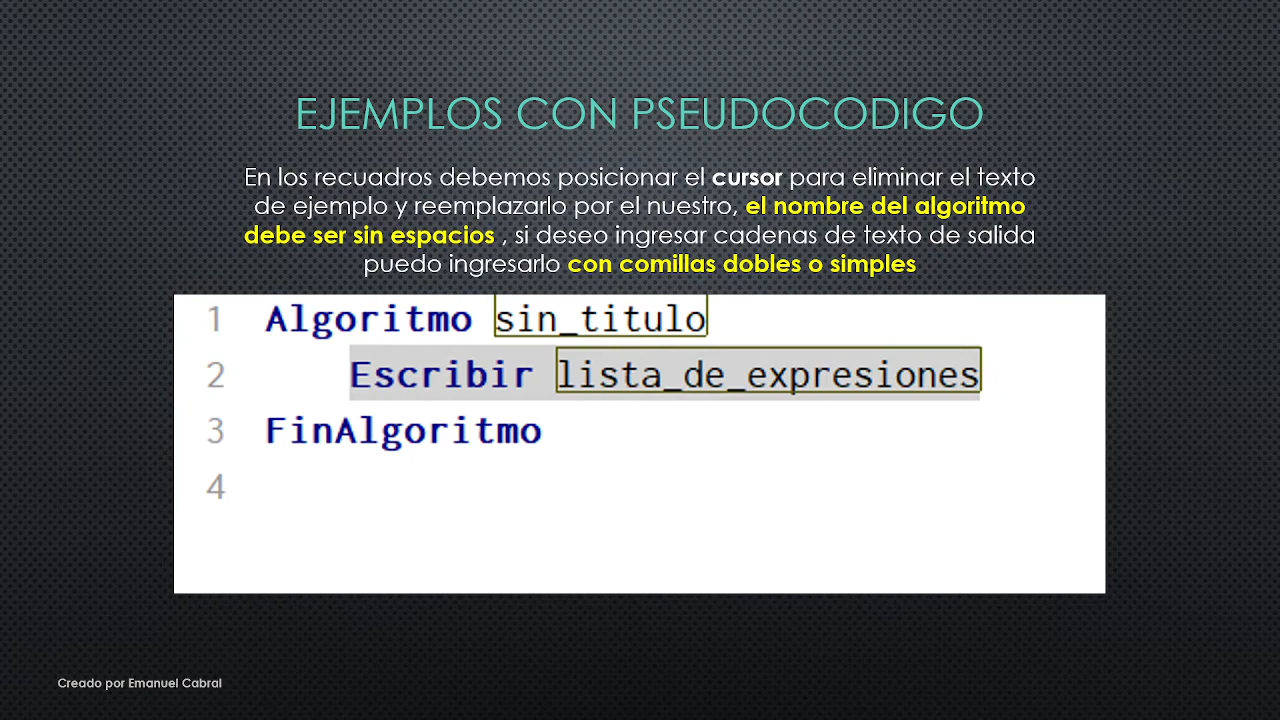 EJEMPLOS CON PSEUDOCODIGO
En los recuadros debemos posicionar el cursor para eliminar el texto
de ejemplo y reemplazarlo por el nuestro, el nombre del algoritmo
debe ser sin espacios , si deseo ingresar cadenas de texto de salida
puedo ingresarlo con comillas dobles o simples
1 Algoritmo sin_titulo
2 Escribir lista_de_expresiones
3 FinAlgoritmo
4
Creado por Emanuel Cabral